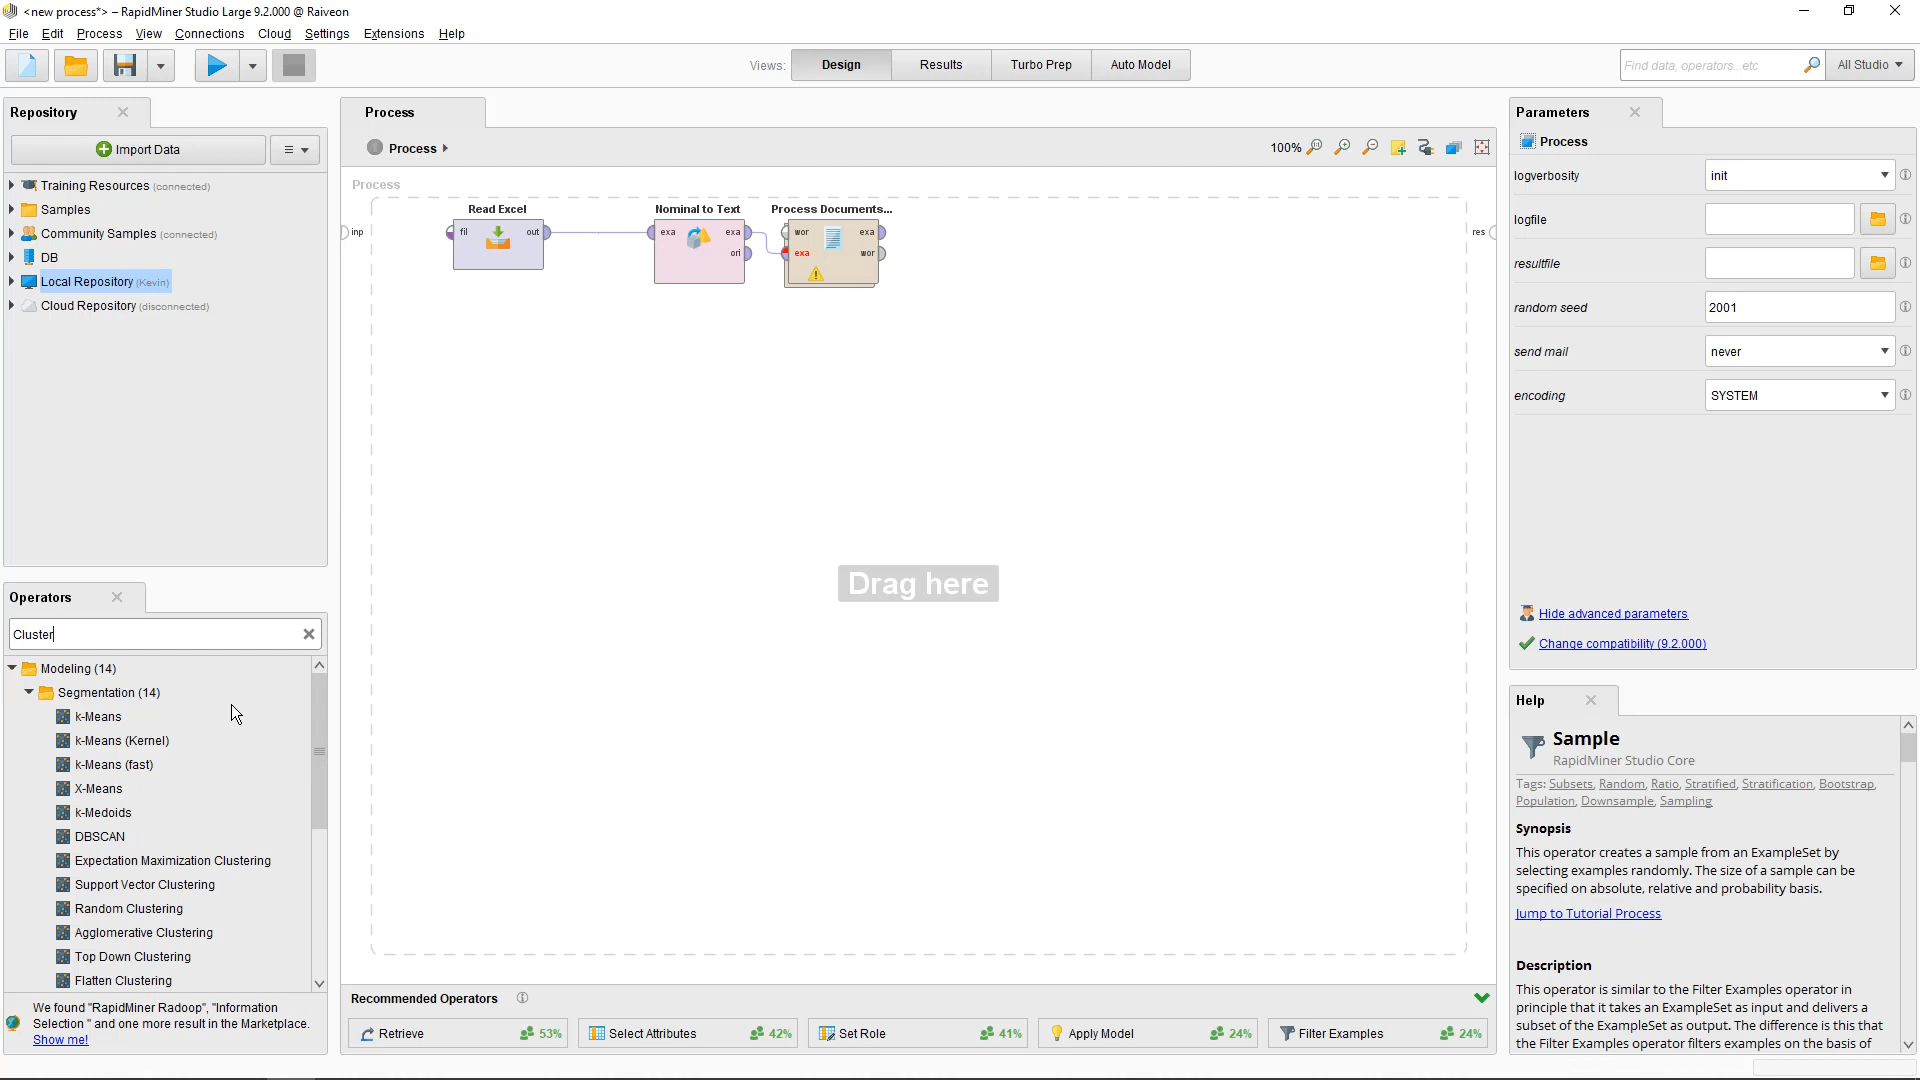 <new process*> – RapidMiner Studio Large 9.2.000 @ Raiveon
File Edit Process View Connections Cloud Settings Extensions Help
Views: Design Results Turbo Prep Auto Model
Find data, operators...etc All Studio
Repository
Import Data
Training Resources (connected)
Samples
Community Samples (connected)
DB
Local Repository (Kevin)
Cloud Repository (disconnected)
Operators
Cluster
Modeling (14)
Segmentation (14)
k-Means
k-Means (Kernel)
k-Means (fast)
X-Means
k-Medoids
DBSCAN
Expectation Maximization Clustering
Support Vector Clustering
Random Clustering
Agglomerative Clustering
Top Down Clustering
Flatten Clustering
We found "RapidMiner Radoop", "Information
Selection " and one more result in the Marketplace.
Show me!
Process
Process
100%
Process
Read Excel Nominal to Text Process Documents...
inp fil out exa exa wor exa res
ori exa wor
Drag here
Recommended Operators
Retrieve 53% Select Attributes 42% Set Role 41% Apply Model 24% Filter Examples 24%
Parameters
Process
logverbosity init
logfile
resultfile
random seed 2001
send mail never
encoding SYSTEM
Hide advanced parameters
Change compatibility (9.2.000)
Help
Sample
RapidMiner Studio Core
Tags: Subsets, Random, Ratio, Stratified, Stratification, Bootstrap,
Population, Downsample, Sampling
Synopsis
This operator creates a sample from an ExampleSet by
selecting examples randomly. The size of a sample can be
specified on absolute, relative and probability basis.
Jump to Tutorial Process
Description
This operator is similar to the Filter Examples operator in
principle that it takes an ExampleSet as input and delivers a
subset of the ExampleSet as output. The difference is this that
the Filter Examples operator filters examples on the basis of